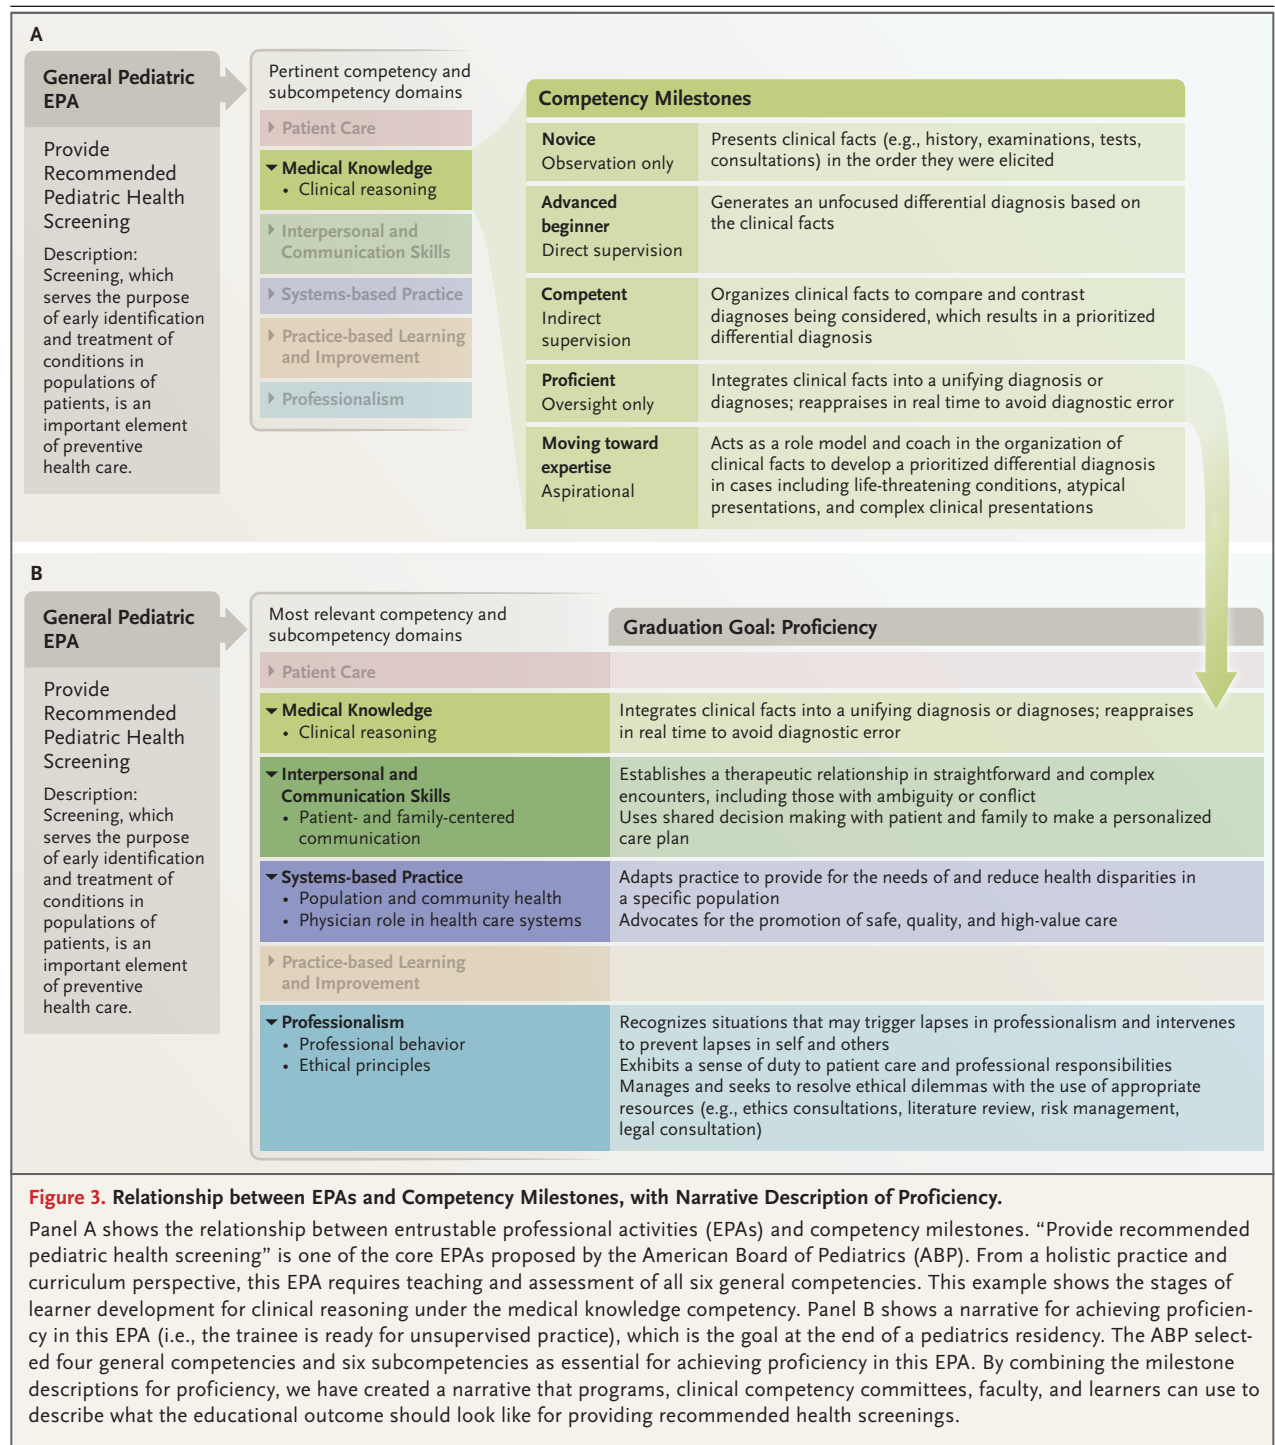 A
General Pediatric
EPA
Provide
Recommended
Pediatric Health
Screening
Description:
Screening, which
serves the purpose
of early identification
and treatment of
conditions in
populations of
patients, is an
important element
of preventive
health care.
Pertinent competency and
subcompetency domains
Patient Care
Medical Knowledge
• Clinical reasoning
Interpersonal and
Communication Skills
Systems-based Practice
Practice-based Learning
and Improvement
Professionalism
Competency Milestones
Novice
Observation only
Presents clinical facts (e.g., history, examinations, tests,
consultations) in the order they were elicited
Advanced
beginner
Direct supervision
Generates an unfocused differential diagnosis based on
the clinical facts
Competent
Indirect
supervision
Organizes clinical facts to compare and contrast
diagnoses being considered, which results in a prioritized
differential diagnosis
Proficient
Oversight only
Integrates clinical facts into a unifying diagnosis or
diagnoses; reappraises in real time to avoid diagnostic error
Moving toward
expertise
Aspirational
Acts as a role model and coach in the organization of
clinical facts to develop a prioritized differential diagnosis
in cases including life-threatening conditions, atypical
presentations, and complex clinical presentations
B
General Pediatric
EPA
Provide
Recommended
Pediatric Health
Screening
Description:
Screening, which
serves the purpose
of early identification
and treatment of
conditions in
populations of
patients, is an
important element
of preventive
health care.
Most relevant competency and
subcompetency domains
Graduation Goal: Proficiency
Patient Care
Medical Knowledge
• Clinical reasoning
Integrates clinical facts into a unifying diagnosis or diagnoses; reappraises
in real time to avoid diagnostic error
Interpersonal and
Communication Skills
• Patient- and family-centered
communication
Establishes a therapeutic relationship in straightforward and complex
encounters, including those with ambiguity or conflict
Uses shared decision making with patient and family to make a personalized
care plan
Systems-based Practice
• Population and community health
• Physician role in health care systems
Adapts practice to provide for the needs of and reduce health disparities in
a specific population
Advocates for the promotion of safe, quality, and high-value care
Practice-based Learning
and Improvement
Professionalism
• Professional behavior
• Ethical principles
Recognizes situations that may trigger lapses in professionalism and intervenes
to prevent lapses in self and others
Exhibits a sense of duty to patient care and professional responsibilities
Manages and seeks to resolve ethical dilemmas with the use of appropriate
resources (e.g., ethics consultations, literature review, risk management,
legal consultation)
Figure 3. Relationship between EPAs and Competency Milestones, with Narrative Description of Proficiency.
Panel A shows the relationship between entrustable professional activities (EPAs) and competency milestones. “Provide recommended
pediatric health screening” is one of the core EPAs proposed by the American Board of Pediatrics (ABP). From a holistic practice and
curriculum perspective, this EPA requires teaching and assessment of all six general competencies. This example shows the stages of
learner development for clinical reasoning under the medical knowledge competency. Panel B shows a narrative for achieving proficien-
cy in this EPA (i.e., the trainee is ready for unsupervised practice), which is the goal at the end of a pediatrics residency. The ABP select-
ed four general competencies and six subcompetencies as essential for achieving proficiency in this EPA. By combining the milestone
descriptions for proficiency, we have created a narrative that programs, clinical competency committees, faculty, and learners can use to
describe what the educational outcome should look like for providing recommended health screenings.